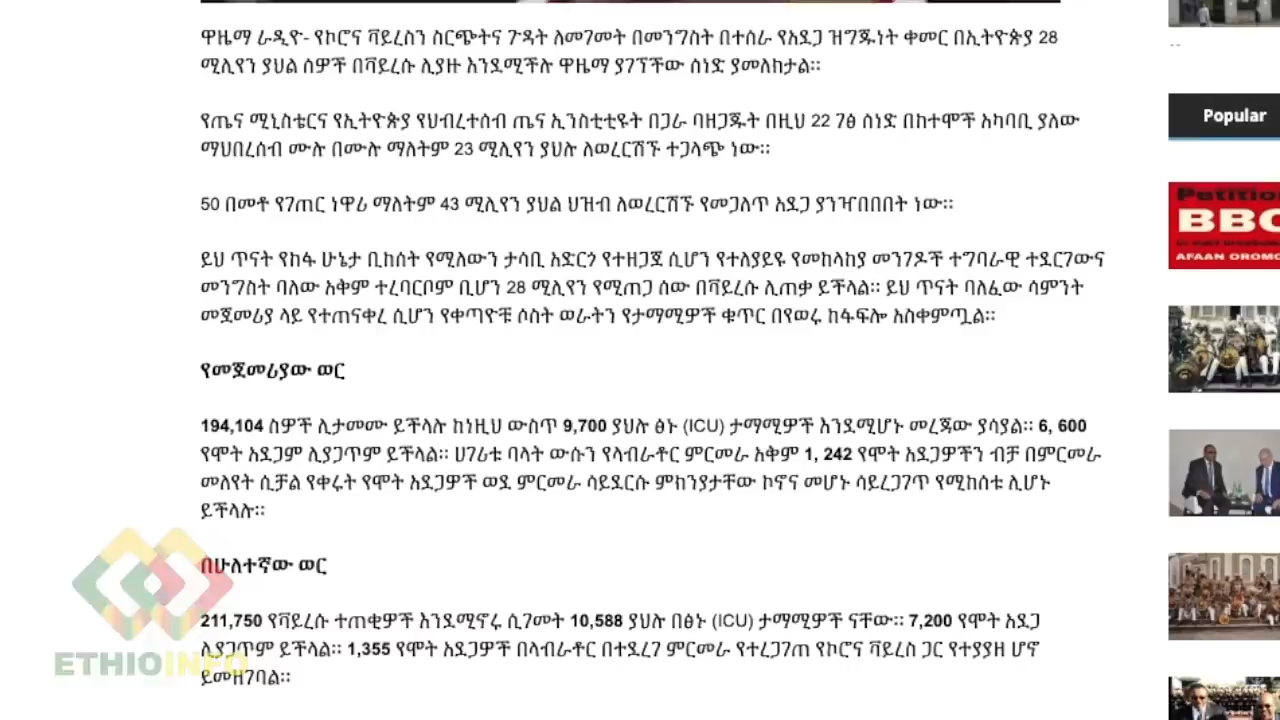 ዋዜማ ራዲዮ- የኮሮና ቫይረስን ስርጭትና ጉዳት ለመገመት በመንግስት በተሰራ የአደጋ ዝግጁነት ቀመር በኢትዮጵያ 28
ሚሊየን ያህል ሰዎች በቫይረሱ ሊያዙ እንደሚችሉ ዋዜማ ያገኘችው ሰነድ ያመለክታል።
የጤና ሚኒስቴርና የኢትዮጵያ የህብረተሰብ ጤና ኢንስቲቲዩት በጋራ ባዘጋጁት በዚህ 22 ገፅ ሰነድ በከተሞች አካባቢ ያለው
ማህበረሰብ ሙሉ በሙሉ ማለትም 23 ሚሊየን ያህሉ ለወረርሽኙ ተጋላጭ ነው።
50 በመቶ የገጠር ነዋሪ ማለትም 43 ሚሊየን ያህል ህዝብ ለወረርሽኙ የመጋለጥ አደጋ ያንዣበበበት ነው።
ይህ ጥናት የከፋ ሁኔታ ቢከሰት የሚለውን ታሳቢ አድርጎ የተዘጋጀ ሲሆን የተለያይዩ የመከላከያ መንገዶች ተግባራዊ ተደርገውና
መንግስት ባለው አቅም ተረባርቦም ቢሆን 28 ሚሊየን የሚጠጋ ሰው በቫይረሱ ሊጠቃ ይችላል። ይህ ጥናት ባለፈው ሳምንት
መጀመሪያ ላይ የተጠናቀረ ሲሆን የቀጣዮቹ ሶስት ወራትን የታማሚዎች ቁጥር በየወሩ ከፋፍሎ አስቀምጧል።
የመጀመሪያው ወር
194,104 ስዎች ሊታመሙ ይችላሉ ከነዚህ ውስጥ 9,700 ያህሉ ፅኑ (ICU) ታማሚዎች እንደሚሆኑ መረጃው ያሳያል። 6, 600
የሞት አደጋም ሊያጋጥም ይችላል። ሀገሪቱ ባላት ውሱን የላብራቶር ምርመራ አቅም 1, 242 የሞት አደጋዎችን ብቻ በምርመራ
መለየት ሲቻል የቀሩት የሞት አደጋዎች ወደ ምርመራ ሳይደርሱ ምክንያታቸው ኮኖና መሆኑ ሳይረጋገጥ የሚከሰቱ ሊሆኑ
ይችላሉ።
በሁለተኛው ወር
211,750 የቫይረሱ ተጠቂዎች እንደሚኖሩ ሲገመት 10,588 ያህሉ በፅኑ (ICU) ታማሚዎች ናቸው። 7,200 የሞት አደጋ
ሊያጋጥም ይችላል። 1,355 የሞት አደጋዎች በላብራቶር በተደረገ ምርመራ የተረጋገጠ የኮሮና ቫይረስ ጋር የተያያዘ ሆኖ
ይመዘገባል።
ETHIOINFO
Popular
Petition
BBC
AFAAN OROMO